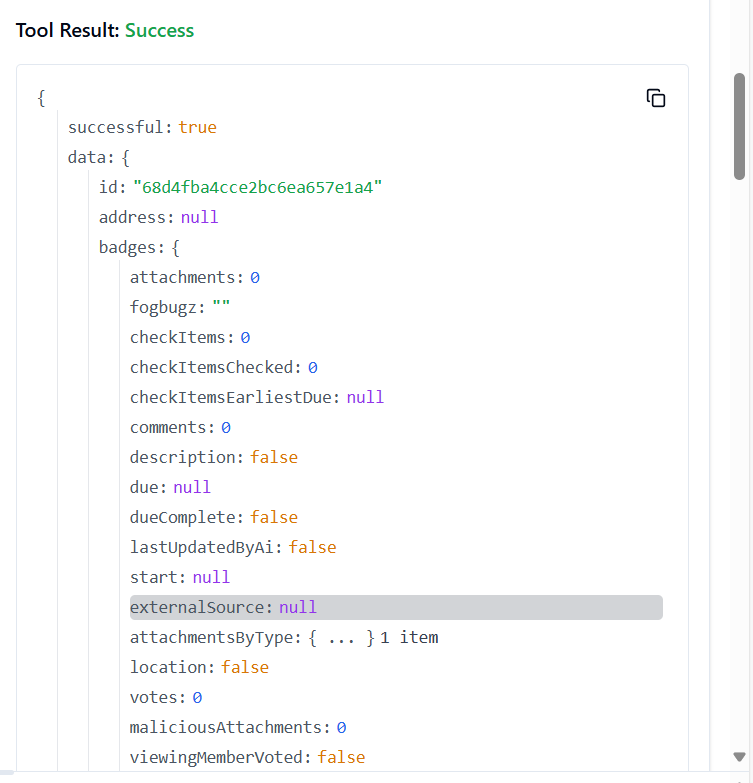 Tool Result: Success
{
successful: true
data: {
id: "68d4fba4cce2bc6ea657e1a4"
address: null
badges: {
attachments: 0
fogbugz: ""
checkItems: 0
checkItemsChecked: 0
checkItemsEarliestDue: null
comments: 0
description: false
due: null
dueComplete: false
lastUpdatedByAi: false
start: null
externalSource: null
attachmentsByType: { ... } 1 item
location: false
votes: 0
maliciousAttachments: 0
viewingMemberVoted: false